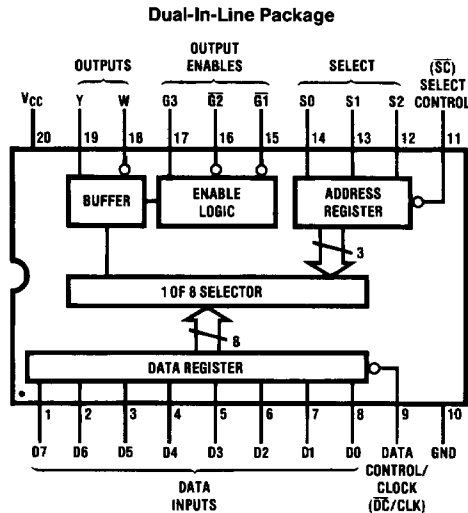 Dual-In-Line Package
OUTPUTS
OUTPUT
ENABLES
SELECT
(SC)
SELECT
CONTROL
VCC Y W G3 G2 G1 S0 S1 S2
20 19 18 17 16 15 14 13 12 11
BUFFER
ENABLE
LOGIC
ADDRESS
REGISTER
3
1 OF 8 SELECTOR
8
DATA REGISTER
1 2 3 4 5 6 7 8 9 10
D7 D6 D5 D4 D3 D2 D1 D0 DATA GND
CONTROL/
CLOCK
(DC/CLK)
DATA
INPUTS